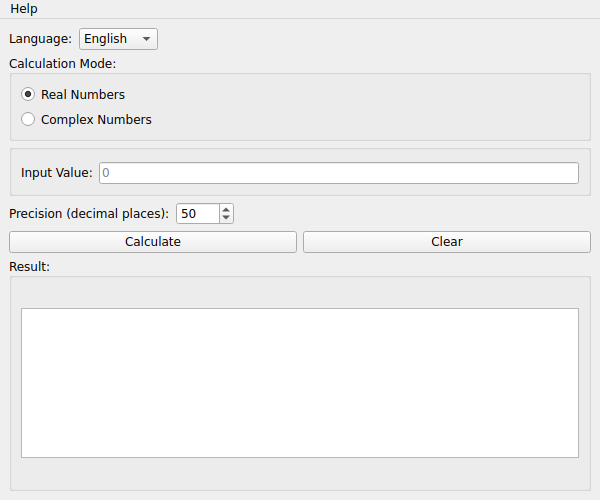 Help
Language: English
Calculation Mode:
Real Numbers
Complex Numbers
Input Value: 0
Precision (decimal places): 50
Calculate Clear
Result: